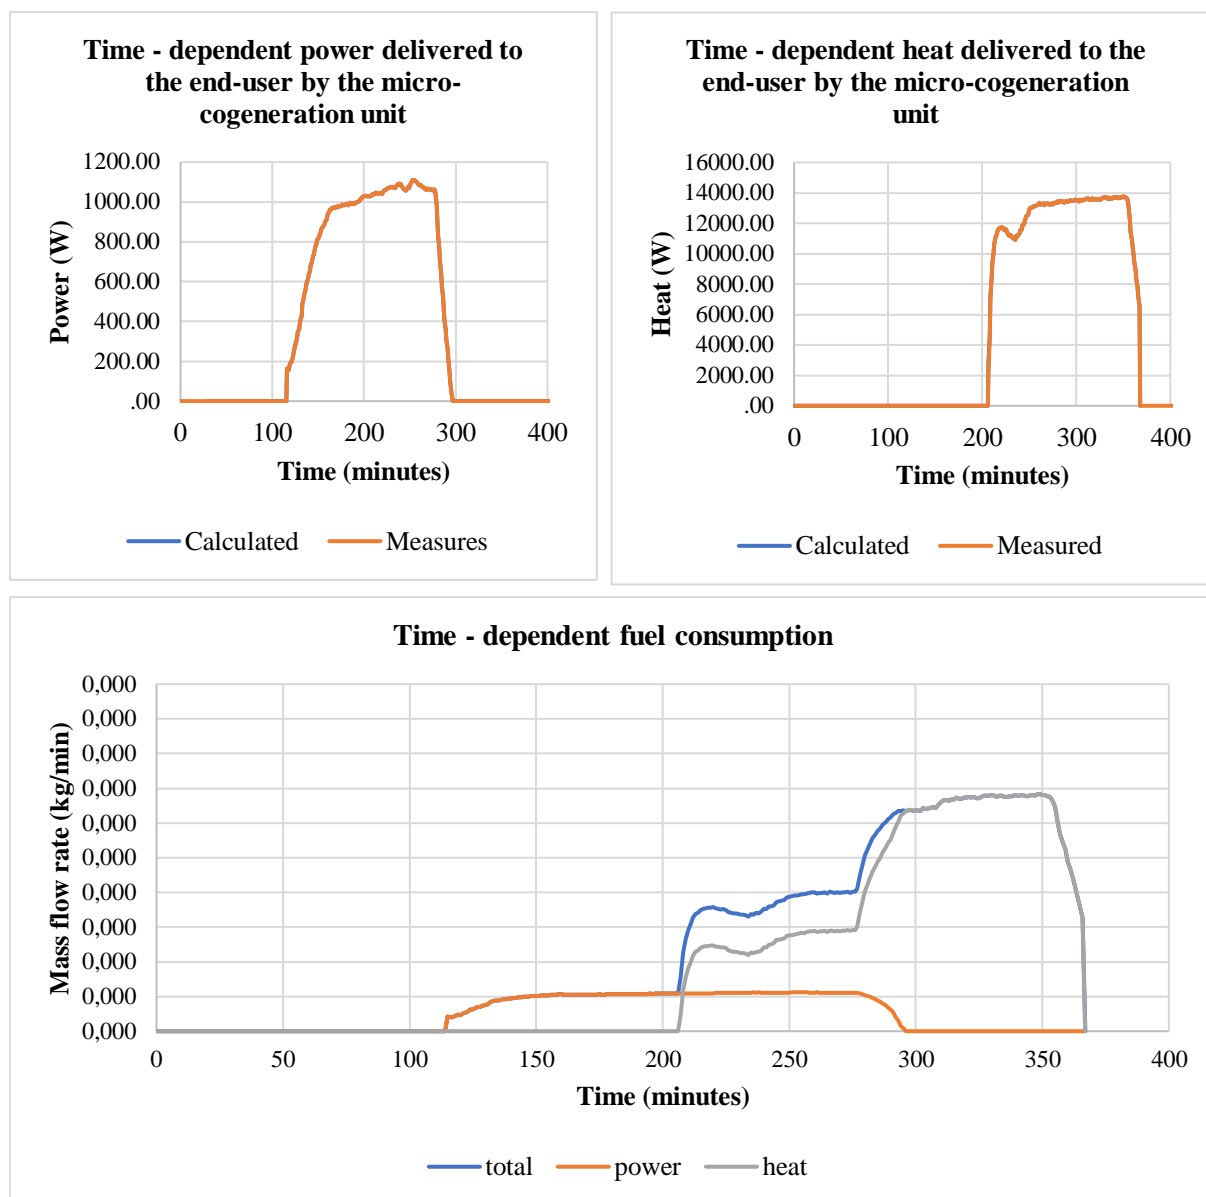 Time - dependent power delivered to
the end-user by the micro-
cogeneration unit
1200.00
1000.00
800.00
600.00
400.00
200.00
.00
Power (W)
0 100 200 300 400
Time (minutes)
Calculated Measures
Time - dependent heat delivered to the
end-user by the micro-cogeneration
unit
16000.00
14000.00
12000.00
10000.00
8000.00
6000.00
4000.00
2000.00
.00
Heat (W)
0 100 200 300 400
Time (minutes)
Calculated Measured
Time - dependent fuel consumption
0,000
0,000
0,000
0,000
0,000
0,000
0,000
0,000
0,000
0,000
0,000
Mass flow rate (kg/min)
0 50 100 150 200 250 300 350 400
Time (minutes)
total power heat